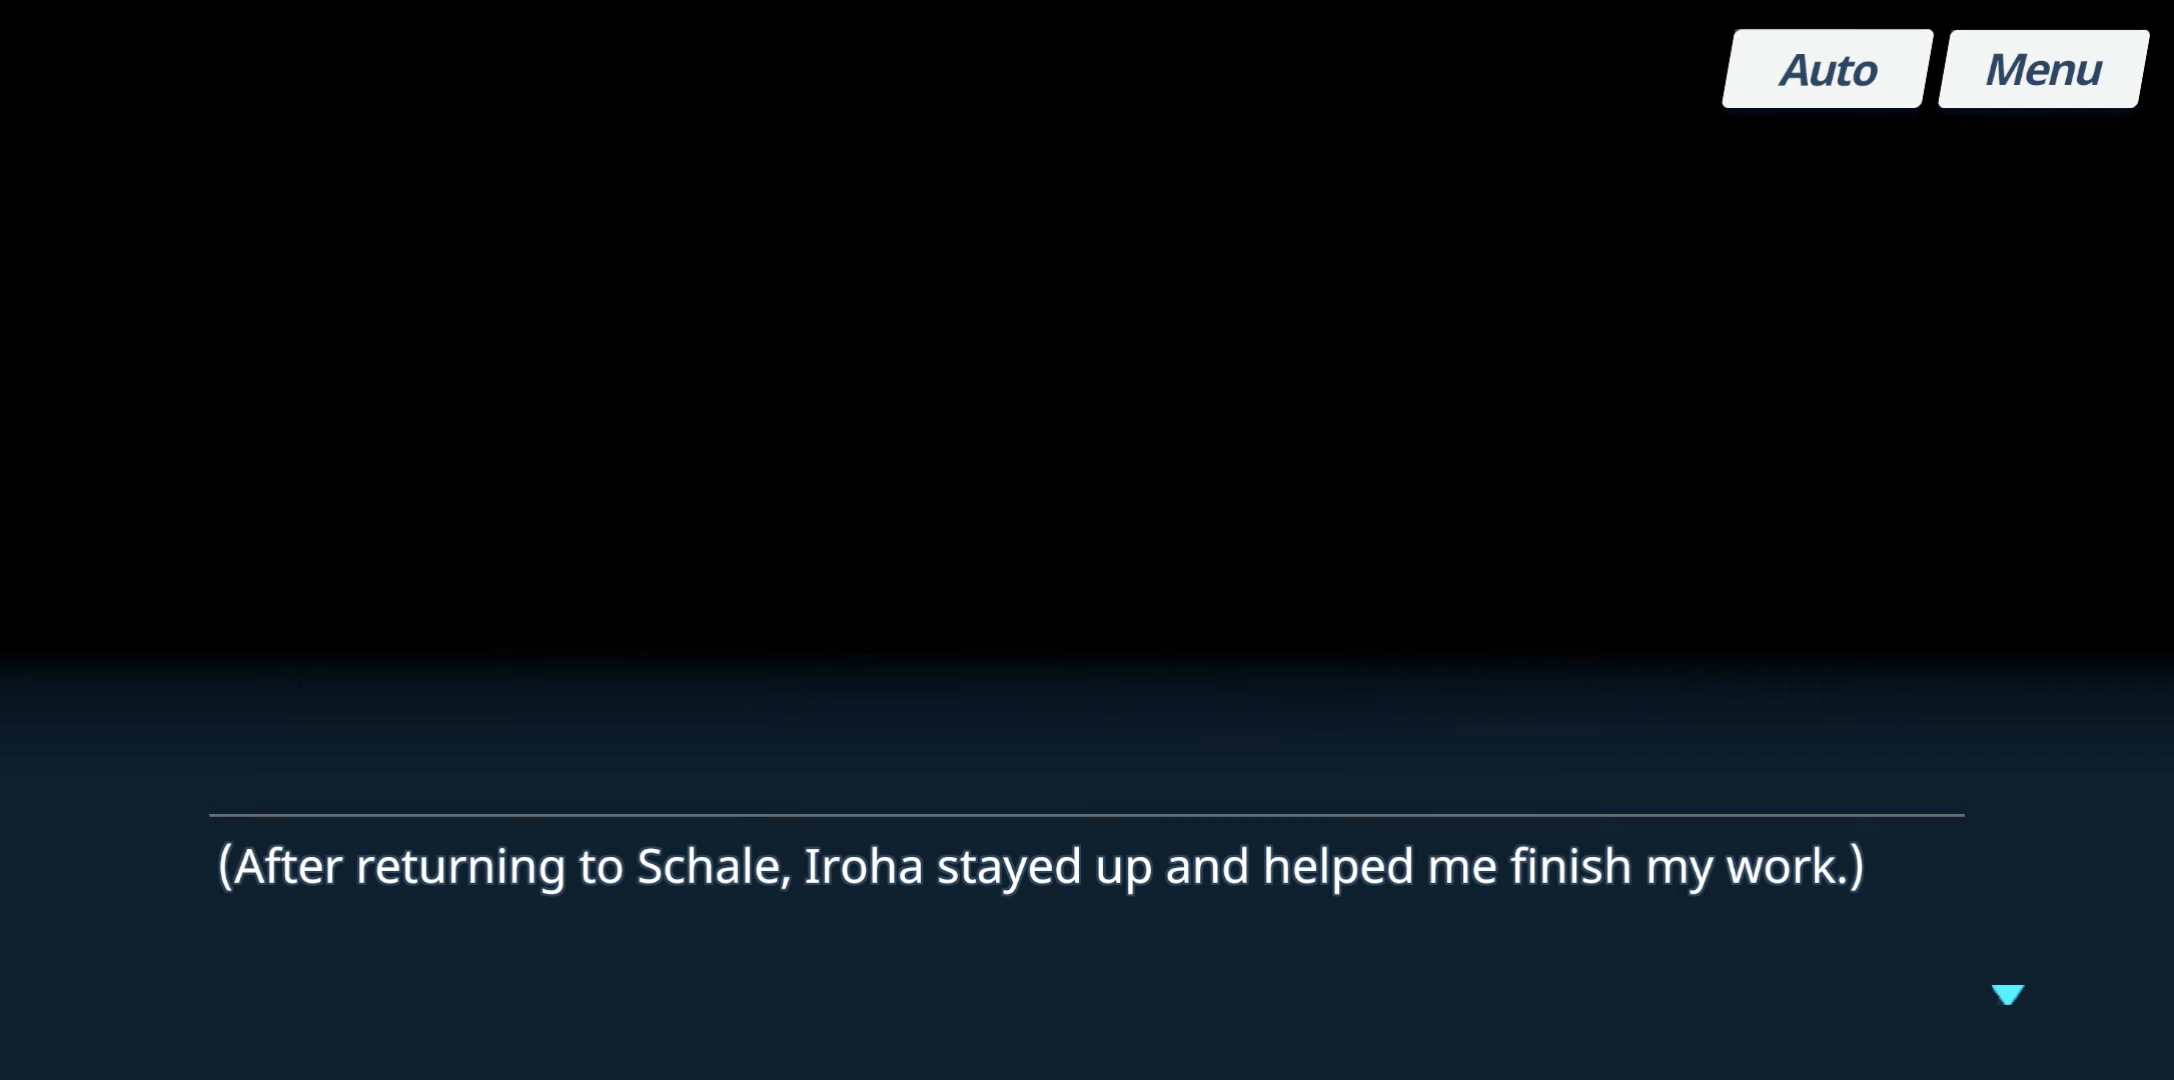 Auto Menu
(After returning to Schale, Iroha stayed up and helped me finish my work.)